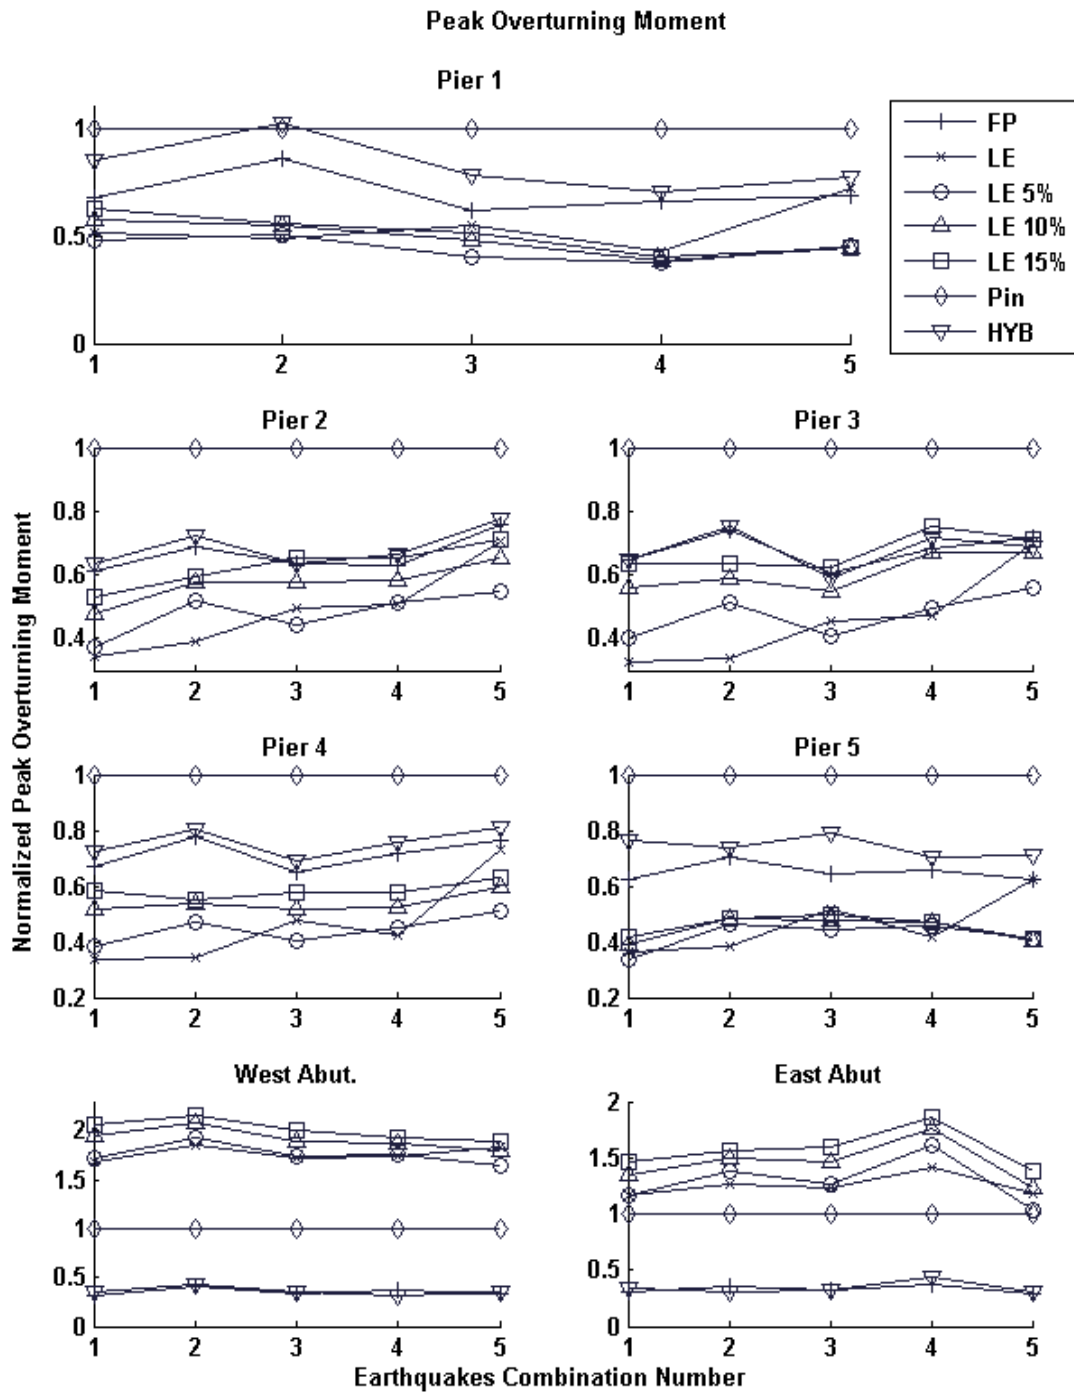 Peak Overturning Moment
Pier 1
1
0.5
0
1 2 3 4 5
FP
LE
LE 5%
LE 10%
LE 15%
Pin
HYB
Normalized Peak Overturning Moment
Pier 2
1
0.8
0.6
0.4
1 2 3 4 5
Pier 3
1
0.8
0.6
0.4
1 2 3 4 5
Pier 4
1
0.8
0.6
0.4
0.2
1 2 3 4 5
Pier 5
1
0.8
0.6
0.4
0.2
1 2 3 4 5
West Abut.
2
1.5
1
0.5
0
1 2 3 4 5
East Abut
2
1.5
1
0.5
0
1 2 3 4 5
Earthquakes Combination Number